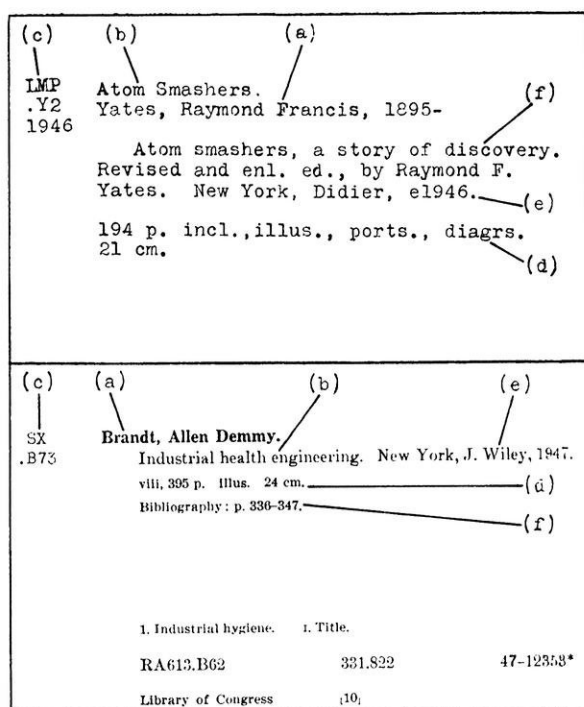 (c) (b) (a)
LMP Atom Smashers.
.Y2 Yates, Raymond Francis, 1895- (f)
1946
Atom smashers, a story of discovery.
Revised and enl. ed., by Raymond F.
Yates. New York, Didier, c1946. (e)
194 p. incl.,illus., ports., diagrs.
21 cm. (d)
(c) (a) (b) (e)
SX Brandt, Allen Demmy.
.B73 Industrial health engineering. New York, J. Wiley, 1947.
viii, 395 p. illus. 24 cm. (d)
Bibliography: p. 336-347. (f)
1. Industrial hygiene. I. Title.
RA613.B62 331.822 47-12353*
Library of Congress [10]